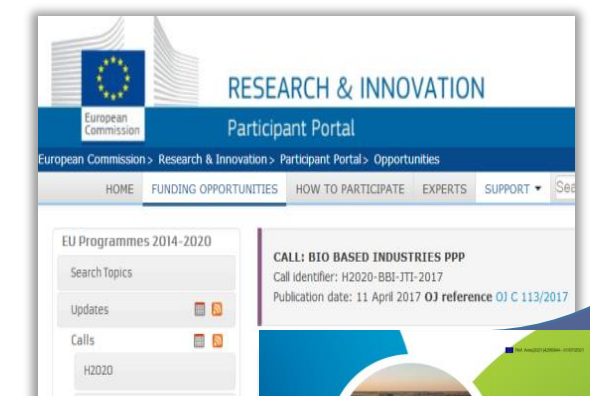 RESEARCH & INNOVATION
European
Commission
Participant Portal
European Commission > Research & Innovation > Participant Portal > Opportunities
HOME FUNDING OPPORTUNITIES HOW TO PARTICIPATE EXPERTS SUPPORT
EU Programmes 2014-2020
Search Topics
Updates
Calls
H2020
CALL: BIO BASED INDUSTRIES PPP
Call identifier: H2020-BBI-JTI-2017
Publication date: 11 April 2017 OJ reference OJ C 113/2017